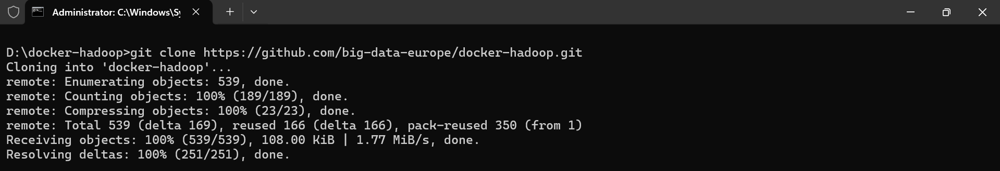 Administrator: C:\Windows\Sy
D:\docker-hadoop>git clone https://github.com/big-data-europe/docker-hadoop.git
Cloning into 'docker-hadoop'...
remote: Enumerating objects: 539, done.
remote: Counting objects: 100% (189/189), done.
remote: Compressing objects: 100% (23/23), done.
remote: Total 539 (delta 169), reused 166 (delta 166), pack-reused 350 (from 1)
Receiving objects: 100% (539/539), 108.00 KiB | 1.77 MiB/s, done.
Resolving deltas: 100% (251/251), done.